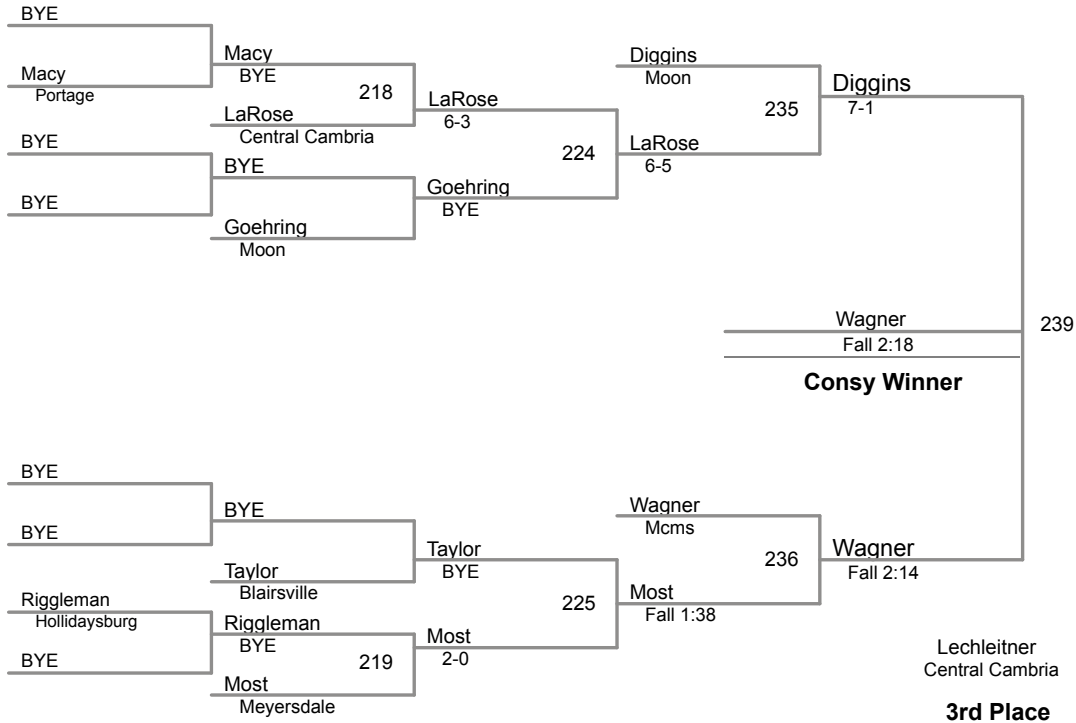 BYE
Macy
Portage
BYE
BYE
Macy
BYE
218
LaRose
Central Cambria
BYE
Goehring
Moon
LaRose
6-3
224
Goehring
BYE
Diggins
Moon
235
LaRose
6-5
Diggins
7-1
Wagner
Fall 2:18
239
Consy Winner
BYE
BYE
Riggleman
Hollidaysburg
BYE
BYE
Taylor
Blairsville
Riggleman
BYE
219
Most
Meyersdale
Taylor
BYE
225
Most
2-0
Wagner
Mcms
236
Most
Fall 1:38
Wagner
Fall 2:14
Lechleitner
Central Cambria
3rd Place